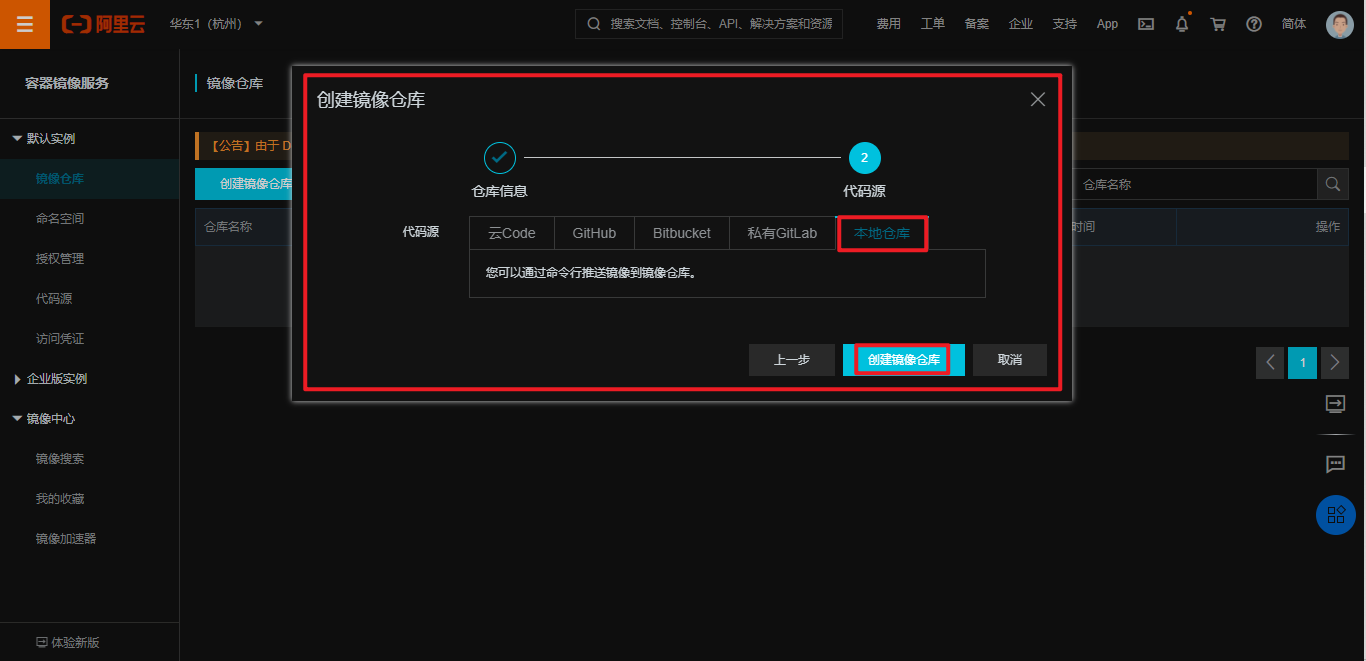 阿里云
华东1（杭州）
搜索文档、控制台、API、解决方案和资源
费用
工单
备案
企业
支持
App
简体
容器镜像服务
默认实例
镜像仓库
命名空间
授权管理
代码源
访问凭证
企业版实例
镜像中心
镜像搜索
我的收藏
镜像加速器
体验新版
镜像仓库
【公告】由于 D
创建镜像仓库
仓库名称
仓库名称
时间
操作
1
创建镜像仓库
2
仓库信息
代码源
代码源
云Code
GitHub
Bitbucket
私有GitLab
本地仓库
您可以通过命令行推送镜像到镜像仓库。
上一步
创建镜像仓库
取消